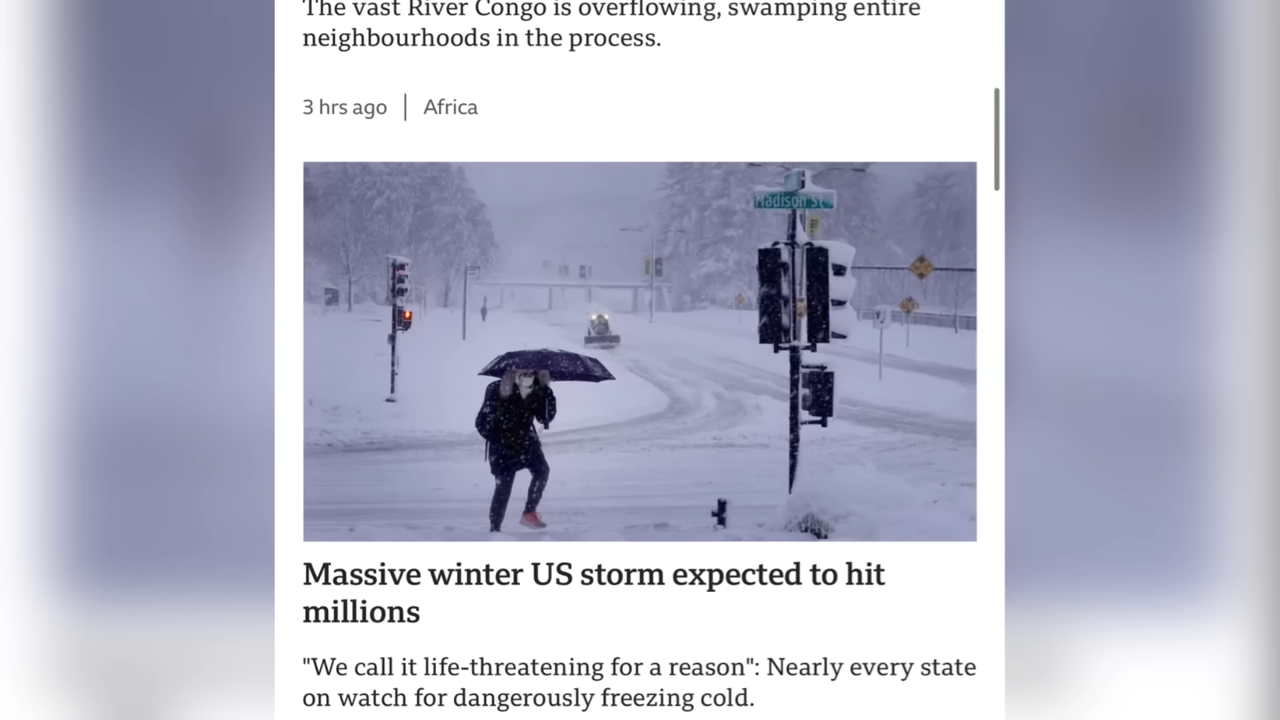 The vast River Congo is overflowing, swamping entire
neighbourhoods in the process.
3 hrs ago | Africa
Madison St
Massive winter US storm expected to hit
millions
"We call it life-threatening for a reason": Nearly every state
on watch for dangerously freezing cold.